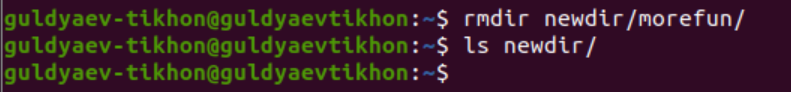 guldyaev-tikhon@guldyaevtikhon:~$ rmdir newdir/morefun/
guldyaev-tikhon@guldyaevtikhon:~$ ls newdir/
guldyaev-tikhon@guldyaevtikhon:~$